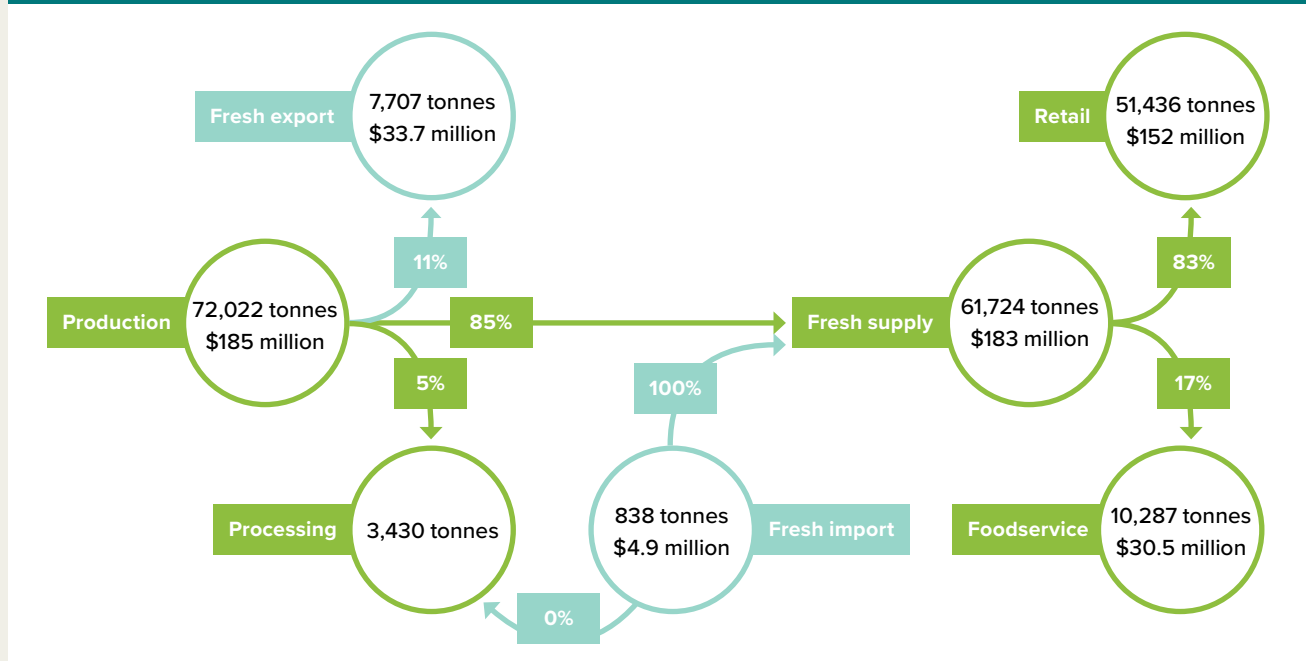 Fresh export
7,707 tonnes
$33.7 million
Retail
51,436 tonnes
$152 million
11%
83%
Production
72,022 tonnes
$185 million
85%
Fresh supply
61,724 tonnes
$183 million
5%
100%
17%
Processing
3,430 tonnes
838 tonnes
$4.9 million
Fresh import
Foodservice
10,287 tonnes
$30.5 million
0%